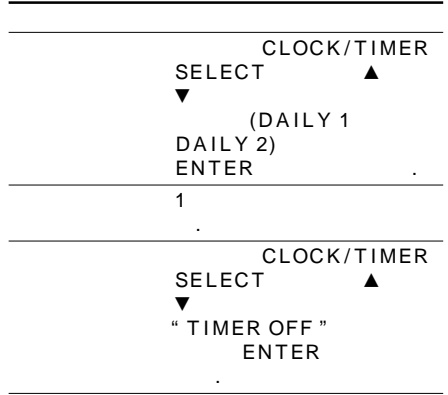 CLOCK/TIMER
SELECT ▲
▼
(DAILY 1
DAILY 2)
ENTER .
1
.
CLOCK/TIMER
SELECT ▲
▼
“ TIMER OFF ”
ENTER
.